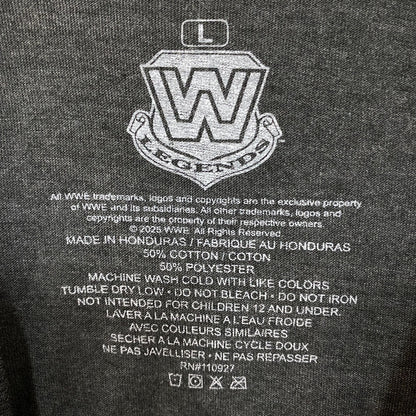 L
W
LEGENDS
All WWE trademarks, logos and copyrights are the exclusive property
of WWE and its subsidiaries. All other trademarks, logos and
copyrights are the property of their respective owners
© 2025 WWE. All Rights Reserved
MADE IN HONDURAS / FABRIQUE AU HONDURAS
50% COTTON / COTON
50% POLYESTER
MACHINE WASH COLD WITH LIKE COLORS
TUMBLE DRY LOW • DO NOT BLEACH • DO NOT IRON
NOT INTENDED FOR CHILDREN 12 AND UNDER.
LAVER A LA MACHINE A L'EAU FROIDE
AVEC COULEURS SIMILAIRES
SÈCHER A LA MACHINE CYCLE DOUX
NE PAS JAVELLISER • NE PAS REPASSER
RN#110927